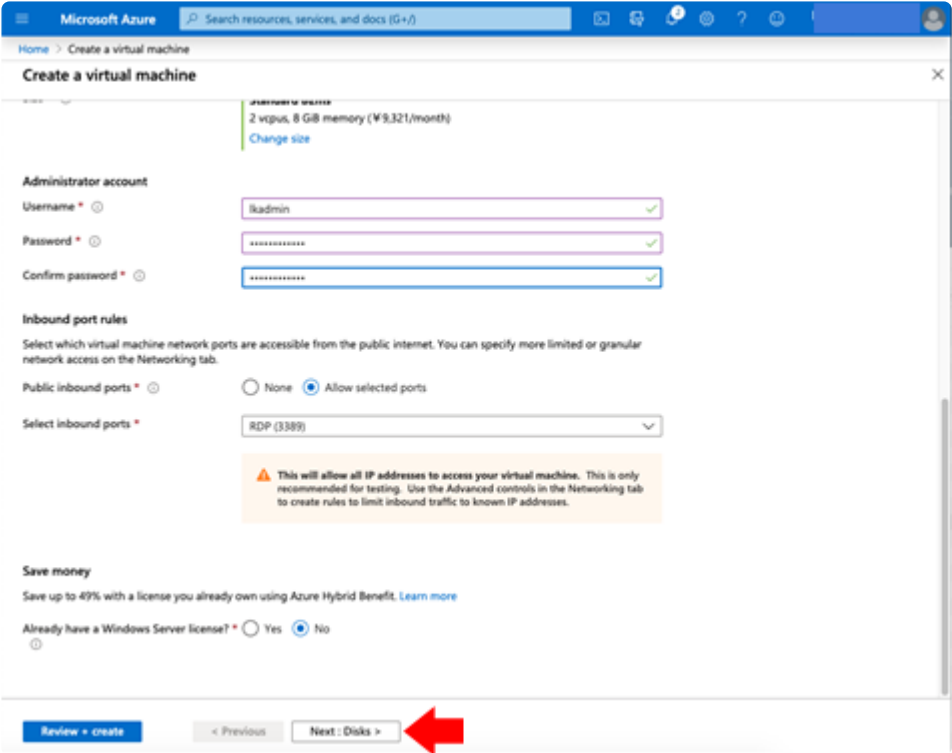 Microsoft Azure
Search resources, services, and docs (G+/)
2
Home > Create a virtual machine
Create a virtual machine
Size
Standard B2ms
2 vcpus, 8 GiB memory (¥9,321/month)
Change size
Administrator account
Username *
lkadmin
Password *
••••••••••••
Confirm password *
••••••••••••
Inbound port rules
Select which virtual machine network ports are accessible from the public internet. You can specify more limited or granular
network access on the Networking tab.
Public inbound ports *
None
Allow selected ports
Select inbound ports *
RDP (3389)
This will allow all IP addresses to access your virtual machine. This is only
recommended for testing. Use the Advanced controls in the Networking tab
to create rules to limit inbound traffic to known IP addresses.
Save money
Save up to 49% with a license you already own using Azure Hybrid Benefit. Learn more
Already have a Windows Server license? *
Yes
No
Review + create
< Previous
Next : Disks >